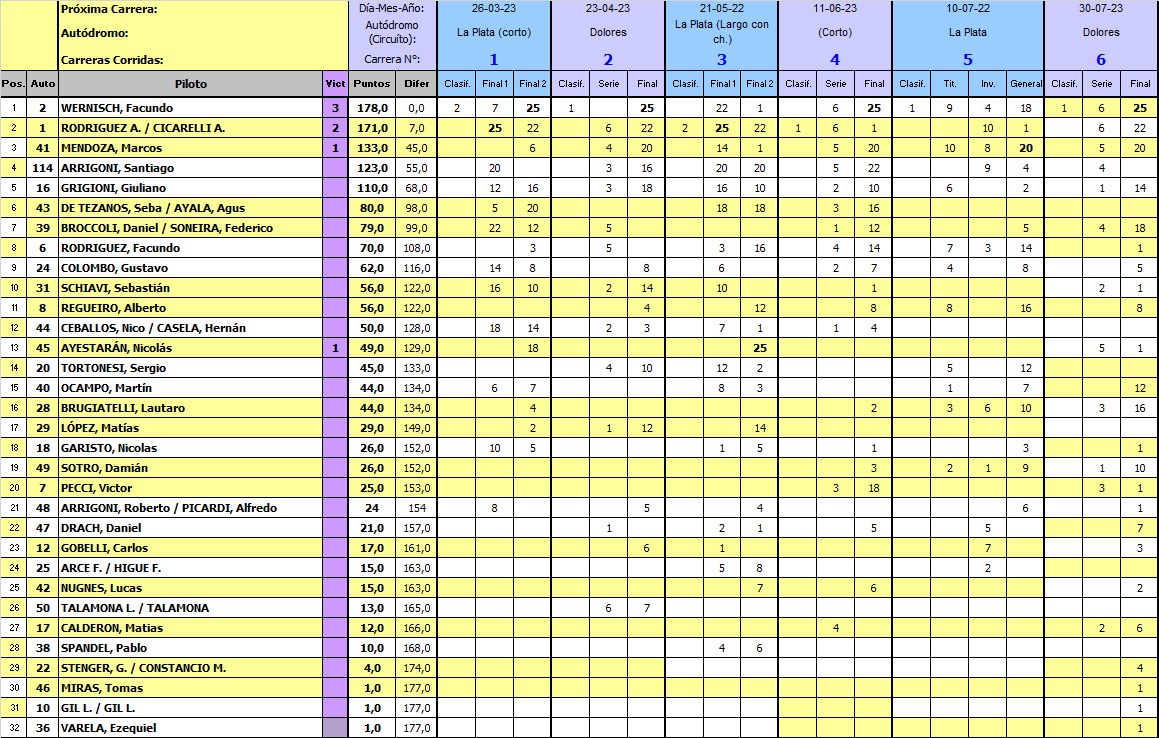 Próxima Carrera: Día-Mes-Año: 26-03-23 23-04-23 21-05-22 11-06-23 10-07-22 30-07-23
Autódromo: Autódromo (Circuíto): La Plata (corto) Dolores La Plata (Largo con ch.) (Corto) La Plata Dolores
Carreras Corridas: Carrera Nº: 1 2 3 4 5 6
Pos. Auto Piloto Vict Puntos Difer Clasif. Final 1 Final 2 Clasif. Serie Final Clasif. Final 1 Final 2 Clasif. Serie Final Clasif. Tit. Inv. General Clasif. Serie Final
1 2 WERNISCH, Facundo 3 178,0 0,0 2 7 25 1 25 22 1 6 25 1 9 4 18 1 6 25
2 1 RODRIGUEZ A. / CICARELLI A. 2 171,0 7,0 25 22 6 22 2 25 22 1 6 1 10 1 6 22
3 41 MENDOZA, Marcos 1 133,0 45,0 6 4 20 14 1 5 20 10 8 20 5 20
4 114 ARRIGONI, Santiago 123,0 55,0 20 3 16 20 20 5 22 9 4 4
5 16 GRIGIONI, Giuliano 110,0 68,0 12 16 3 18 16 10 2 10 6 2 1 14
6 43 DE TEZANOS, Seba / AYALA, Agus 80,0 98,0 5 20 18 18 3 16
7 39 BROCCOLI, Daniel / SONEIRA, Federico 79,0 99,0 22 12 5 1 12 5 4 18
8 6 RODRIGUEZ, Facundo 70,0 108,0 3 5 3 16 4 14 7 3 14 1
9 24 COLOMBO, Gustavo 62,0 116,0 14 8 8 6 2 7 4 8 5
10 31 SCHIAVI, Sebastián 56,0 122,0 16 10 2 14 10 1 2 1
11 8 REGUEIRO, Alberto 56,0 122,0 4 12 8 8 16 8
12 44 CEBALLOS, Nico / CASELA, Hernán 50,0 128,0 18 14 2 3 7 1 1 4
13 45 AYESTARÁN, Nicolás 1 49,0 129,0 18 25 5 1
14 20 TORTONESI, Sergio 45,0 133,0 4 10 12 2 5 12
15 40 OCAMPO, Martín 44,0 134,0 6 7 8 3 1 7 12
16 28 BRUGIATELLI, Lautaro 44,0 134,0 4 2 3 6 10 3 16
17 29 LÓPEZ, Matías 29,0 149,0 2 1 12 14
18 18 GARISTO, Nicolas 26,0 152,0 10 5 1 5 1 3 1
19 49 SOTRO, Damián 26,0 152,0 3 2 1 9 1 10
20 7 PECCI, Victor 25,0 153,0 3 18 3 1
21 48 ARRIGONI, Roberto / PICARDI, Alfredo 24 154 8 5 4 6 1
22 47 DRACH, Daniel 21,0 157,0 1 2 1 5 5 7
23 12 GOBELLI, Carlos 17,0 161,0 6 1 7 3
24 25 ARCE F. / HIGUE F. 15,0 163,0 5 8 2
25 42 NUGNES, Lucas 15,0 163,0 7 6 2
26 50 TALAMONA L. / TALAMONA 13,0 165,0 6 7
27 17 CALDERON, Matias 12,0 166,0 4 2 6
28 38 SPANDEL, Pablo 10,0 168,0 4 6
29 22 STENGER, G. / CONSTANCIO M. 4,0 174,0 4
30 46 MIRAS, Tomas 1,0 177,0 1
31 10 GIL L. / GIL L. 1,0 177,0 1
32 36 VARELA, Ezequiel 1,0 177,0 1